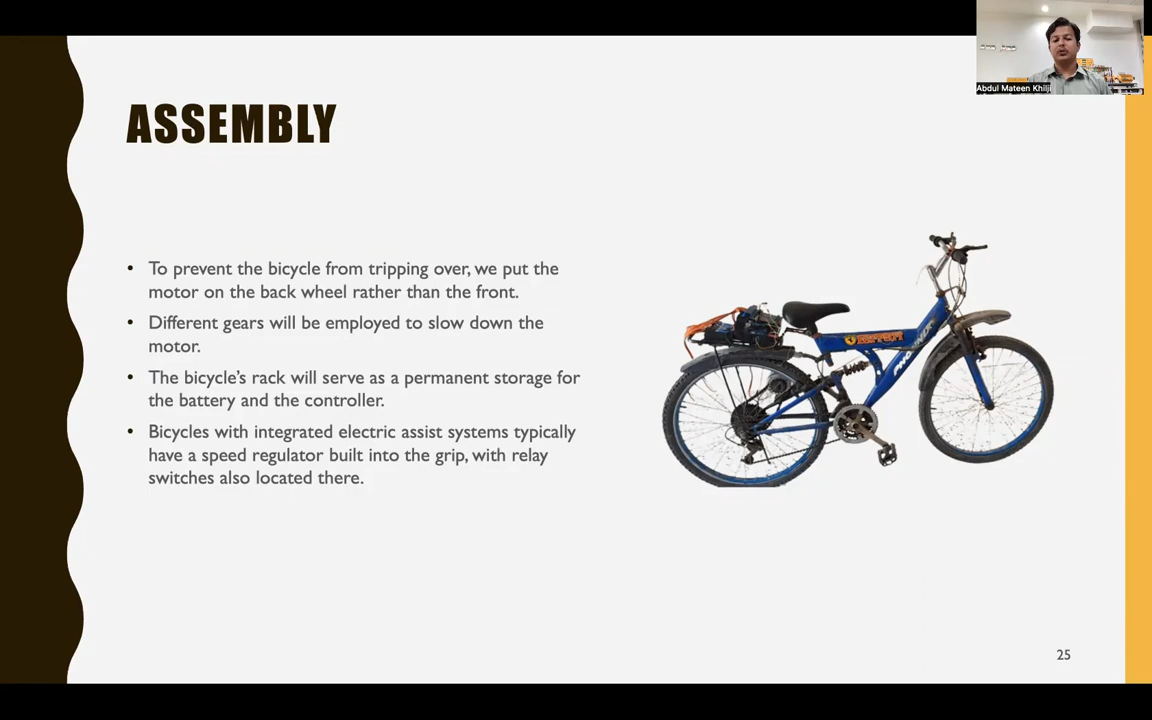 Abdul Mateen Khilji
ASSEMBLY
• To prevent the bicycle from tripping over, we put the
motor on the back wheel rather than the front.
• Different gears will be employed to slow down the
motor.
• The bicycle's rack will serve as a permanent storage for
the battery and the controller.
• Bicycles with integrated electric assist systems typically
have a speed regulator built into the grip, with relay
switches also located there.
PHOENIX
25